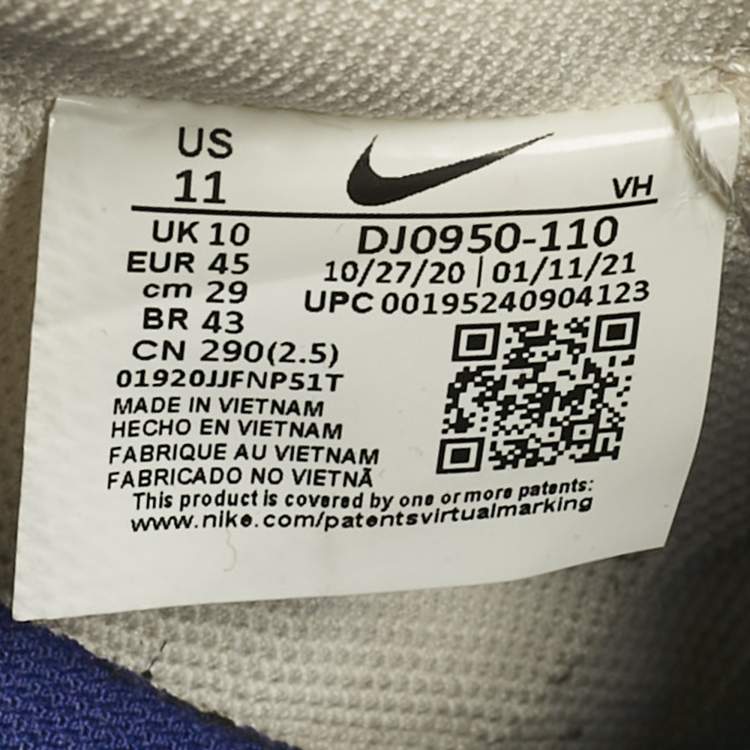 US
11
VH
UK 10
EUR 45
cm 29
BR 43
CN 290(2.5)
01920JJFNP51T
DJ0950-110
10/27/20 | 01/11/21
UPC 00195240904123
MADE IN VIETNAM
HECHO EN VIETNAM
FABRIQUE AU VIETNAM
FABRICADO NO VIETNÃ
This product is covered by one or more patents:
www.nike.com/patentsvirtualmarking